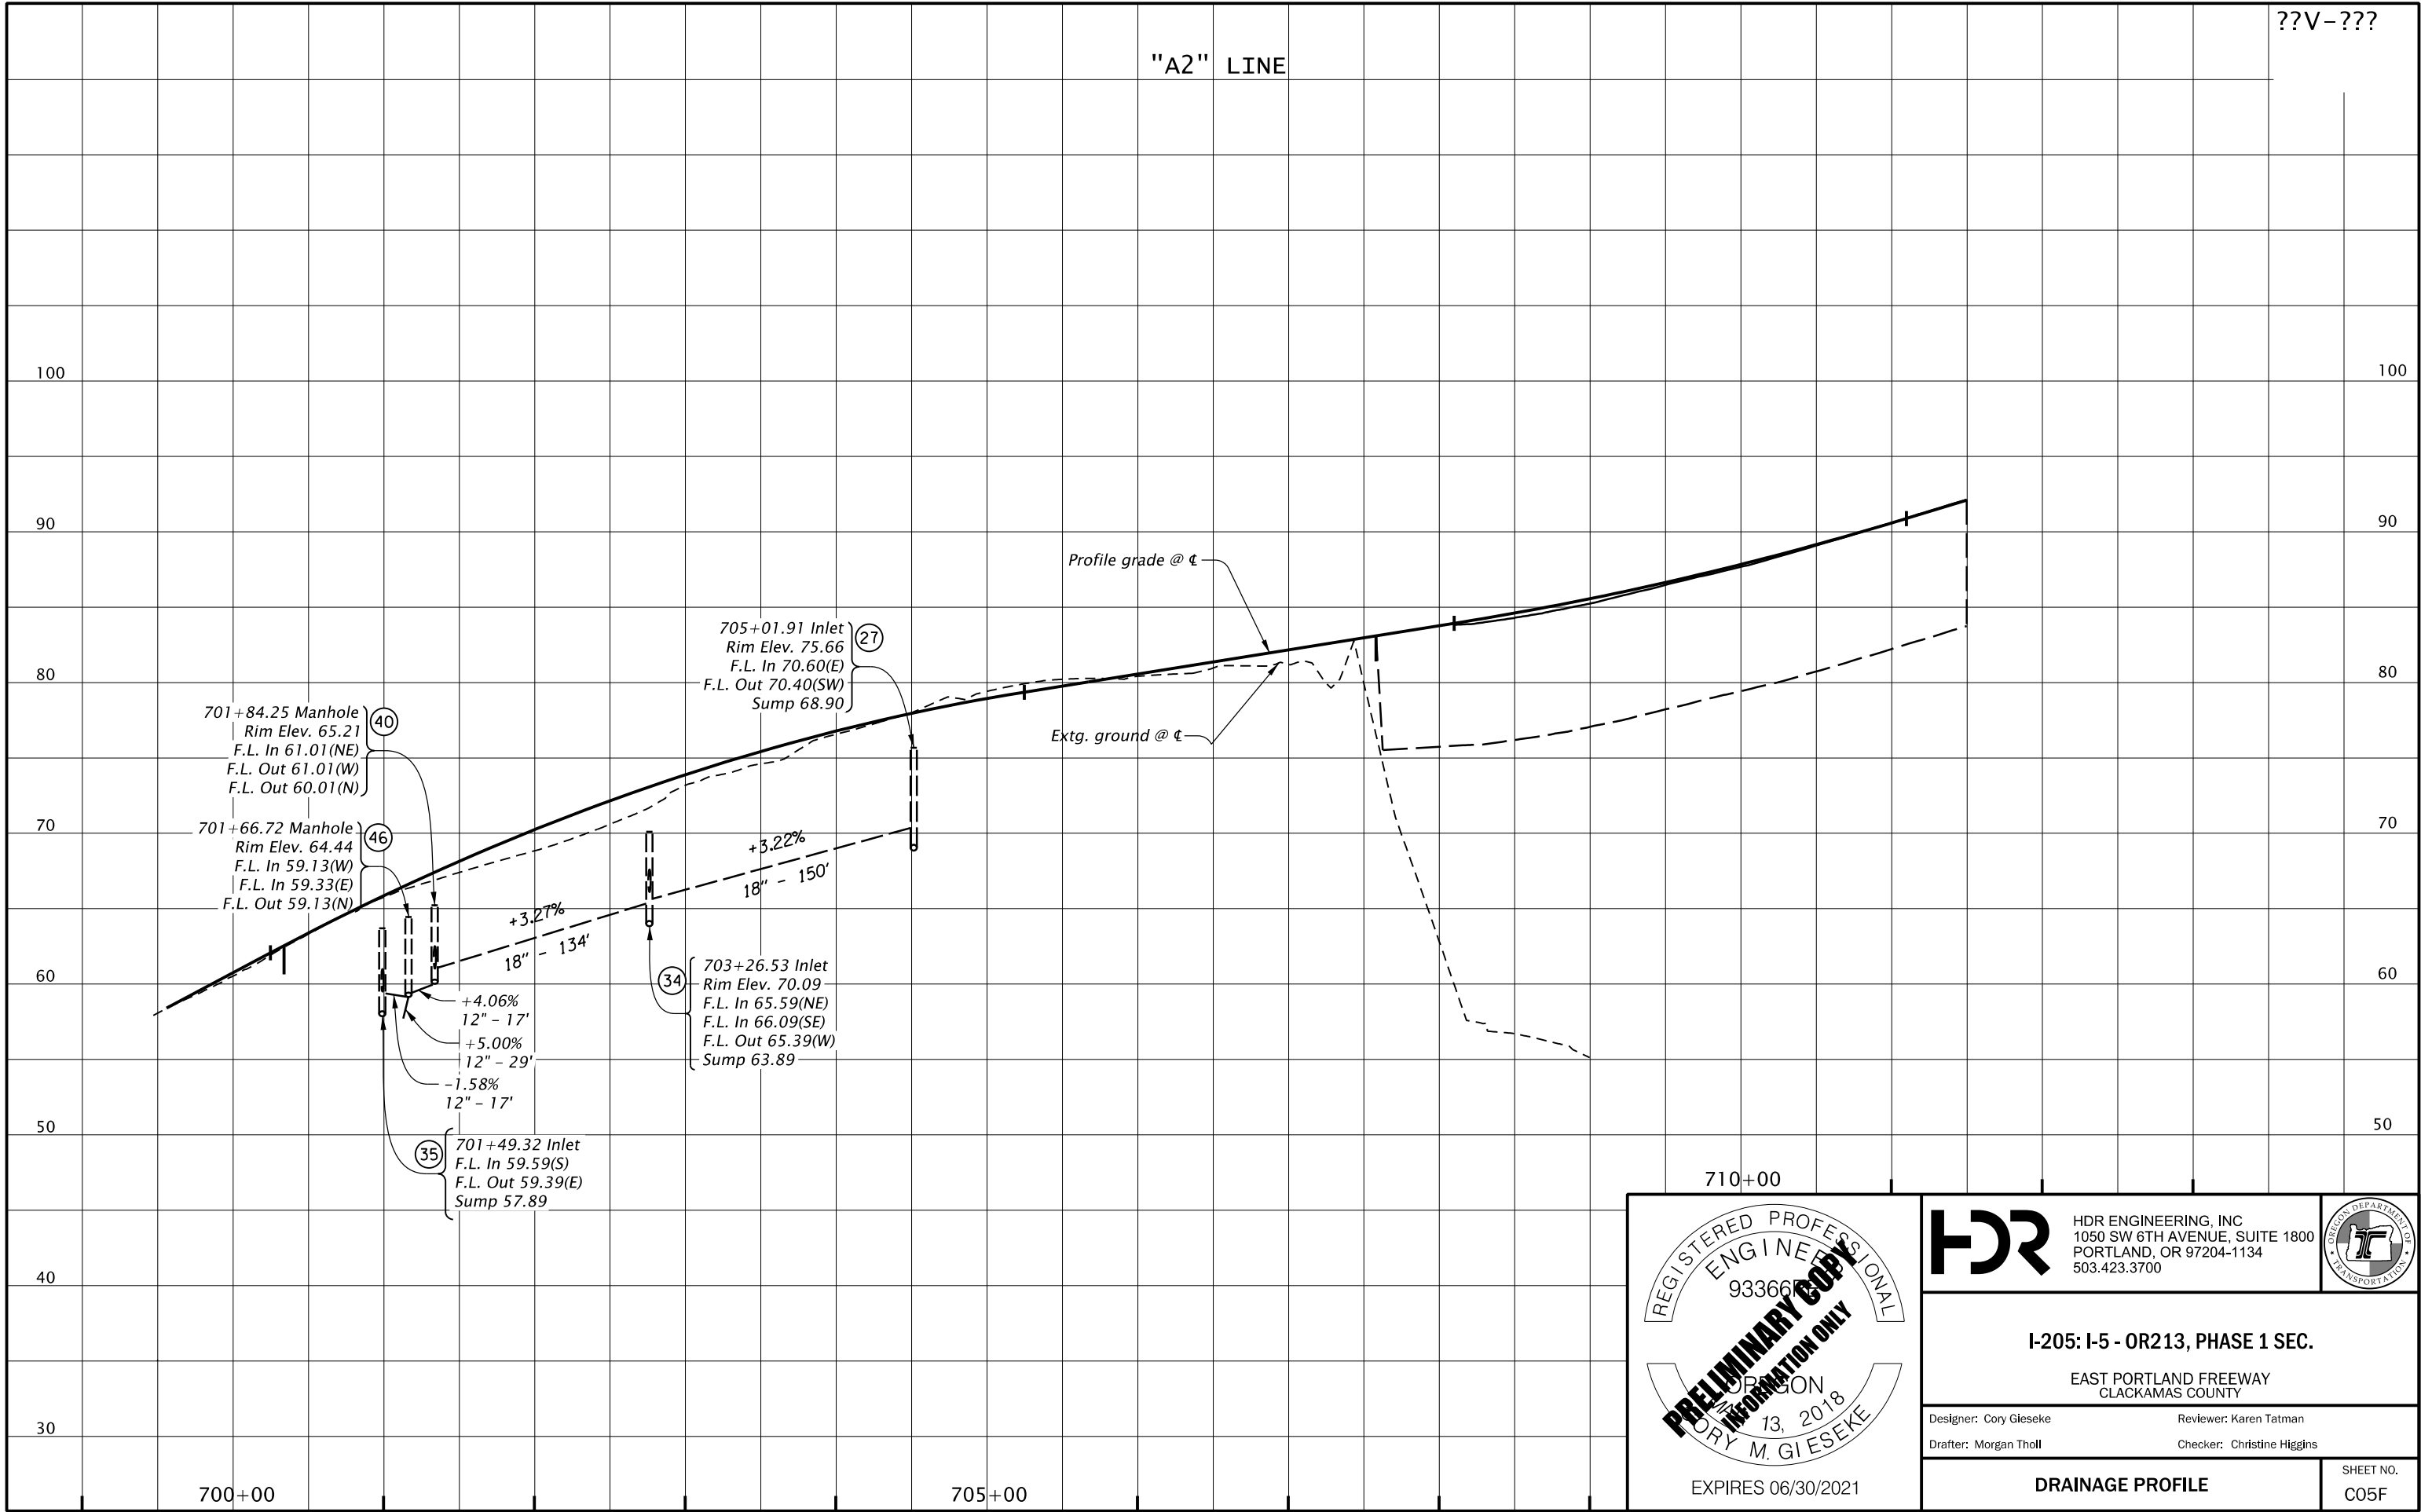 ??V-???
"A2" LINE
100
100
90
90
80
80
70
70
60
60
50
50
40
30
Profile grade @ ℄
Extg. ground @ ℄
705+01.91 Inlet
Rim Elev. 75.66
F.L. In 70.60(E)
F.L. Out 70.40(SW)
Sump 68.90
27
701+84.25 Manhole
Rim Elev. 65.21
F.L. In 61.01(NE)
F.L. Out 61.01(W)
F.L. Out 60.01(N)
40
701+66.72 Manhole
Rim Elev. 64.44
F.L. In 59.13(W)
F.L. In 59.33(E)
F.L. Out 59.13(N)
46
+3.22%
18" - 150'
+3.27%
18" - 134'
34
703+26.53 Inlet
Rim Elev. 70.09
F.L. In 65.59(NE)
F.L. In 66.09(SE)
F.L. Out 65.39(W)
Sump 63.89
+4.06%
12" - 17'
+5.00%
12" - 29'
-1.58%
12" - 17'
35
701+49.32 Inlet
F.L. In 59.59(S)
F.L. Out 59.39(E)
Sump 57.89
700+00
705+00
710+00
REGISTERED PROFESSIONAL
ENGINEER
93366
PRELIMINARY COPY
INFORMATION ONLY
OREGON
13, 2018
CORY M. GIESEKE
EXPIRES 06/30/2021
HDR
HDR ENGINEERING, INC
1050 SW 6TH AVENUE, SUITE 1800
PORTLAND, OR 97204-1134
503.423.3700
OREGON DEPARTMENT OF
TRANSPORTATION
I-205: I-5 - OR213, PHASE 1 SEC.
EAST PORTLAND FREEWAY
CLACKAMAS COUNTY
Designer: Cory Gieseke
Reviewer: Karen Tatman
Drafter: Morgan Tholl
Checker: Christine Higgins
DRAINAGE PROFILE
SHEET NO.
C05F